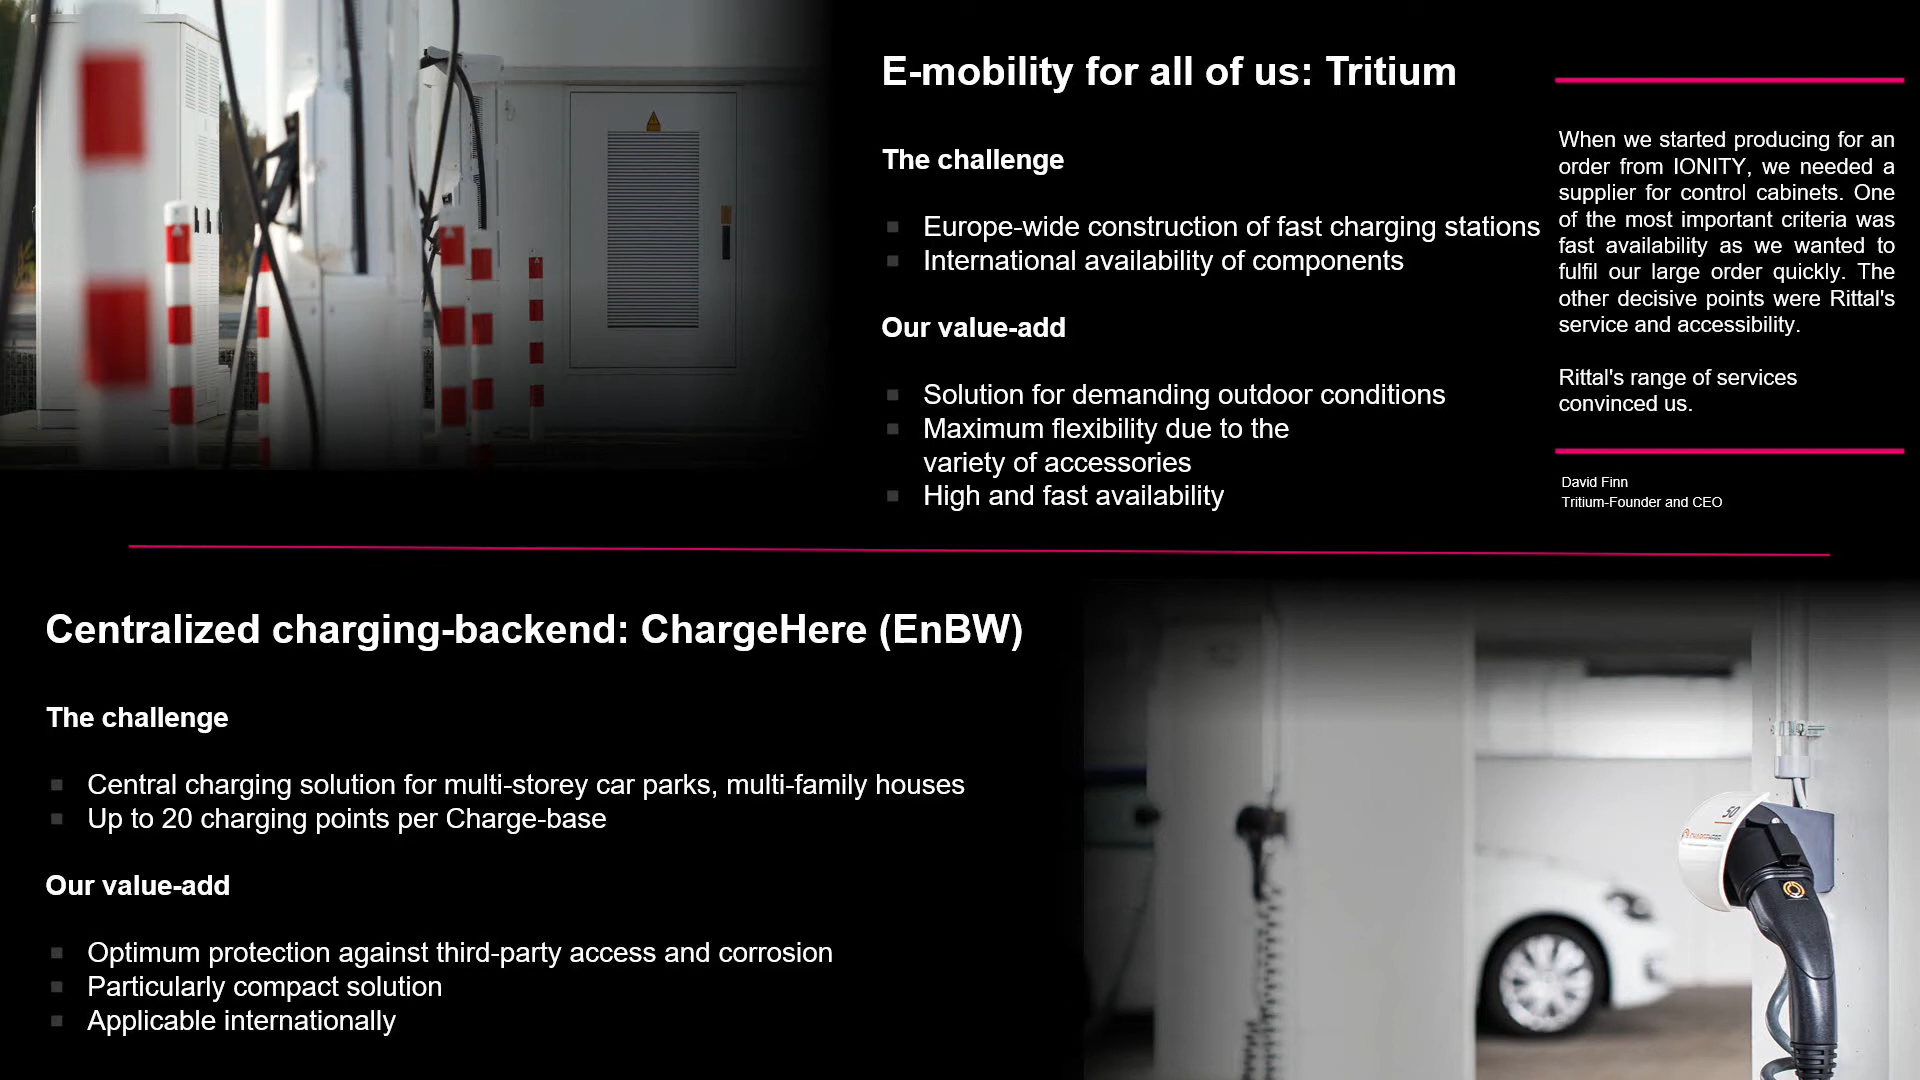 E-mobility for all of us: Tritium
The challenge
Europe-wide construction of fast charging stations
International availability of components
Our value-add
Solution for demanding outdoor conditions
Maximum flexibility due to the
variety of accessories
High and fast availability
When we started producing for an
order from IONITY, we needed a
supplier for control cabinets. One
of the most important criteria was
fast availability as we wanted to
fulfil our large order quickly. The
other decisive points were Rittal's
service and accessibility.
Rittal's range of services
convinced us.
David Finn
Tritium-Founder and CEO
Centralized charging-backend: ChargeHere (EnBW)
The challenge
Central charging solution for multi-storey car parks, multi-family houses
Up to 20 charging points per Charge-base
Our value-add
Optimum protection against third-party access and corrosion
Particularly compact solution
Applicable internationally
50